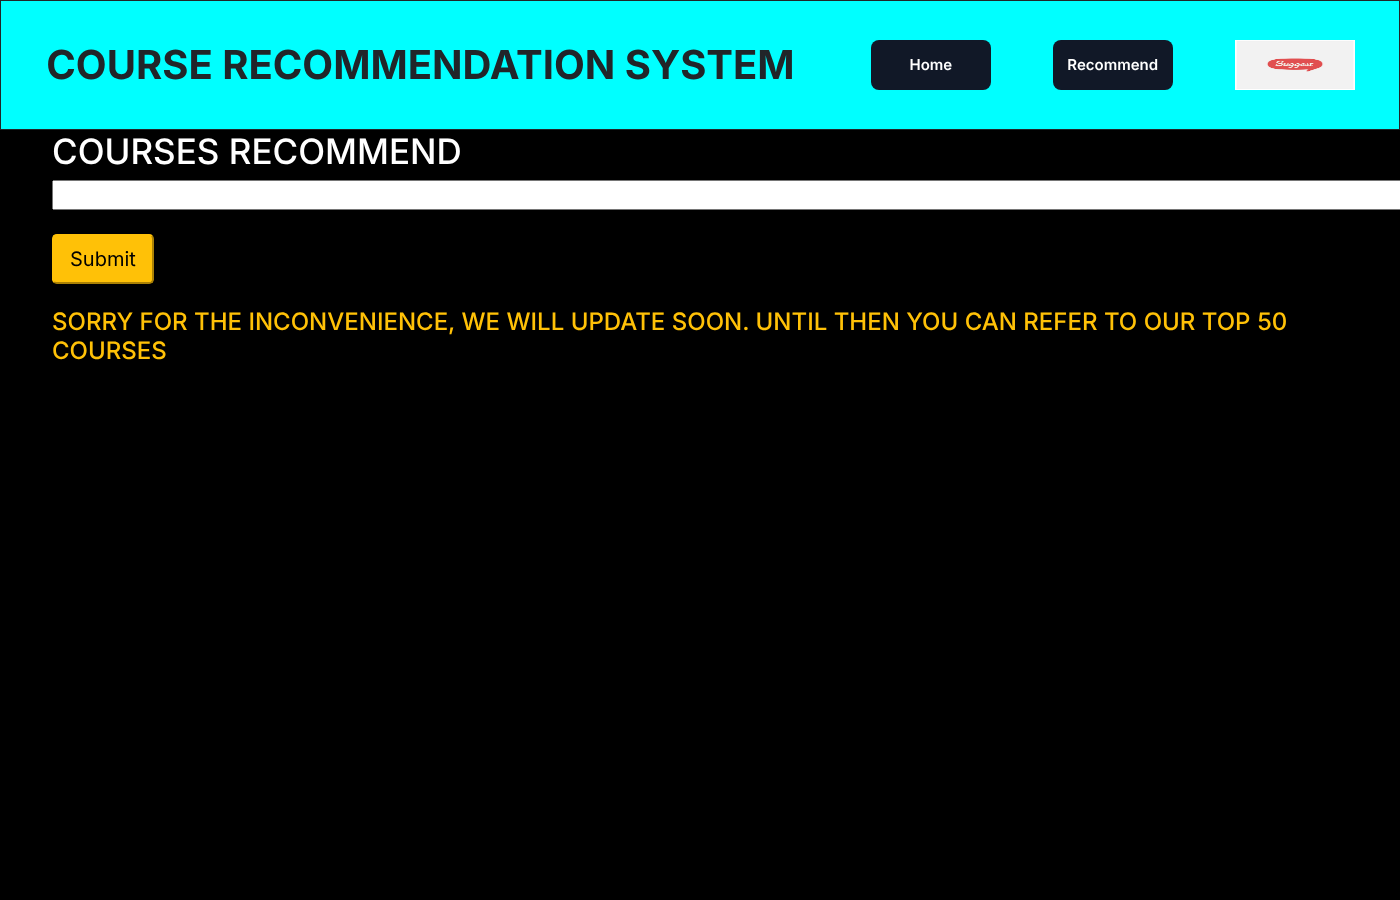 COURSE RECOMMENDATION SYSTEM
Home
Recommend
Suggest
COURSES RECOMMEND
Submit
SORRY FOR THE INCONVENIENCE, WE WILL UPDATE SOON. UNTIL THEN YOU CAN REFER TO OUR TOP 50
COURSES